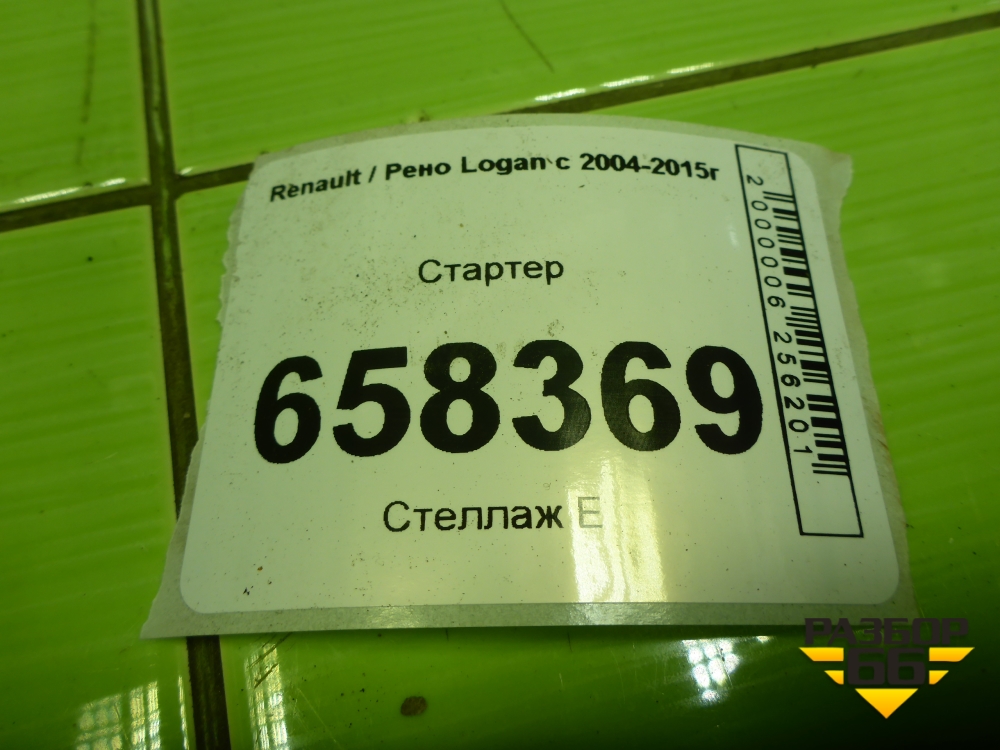 Renault / Рено Logan с 2004-2015г
Стартер
658369
Стеллаж E
2000006256201
РАЗБОР
66